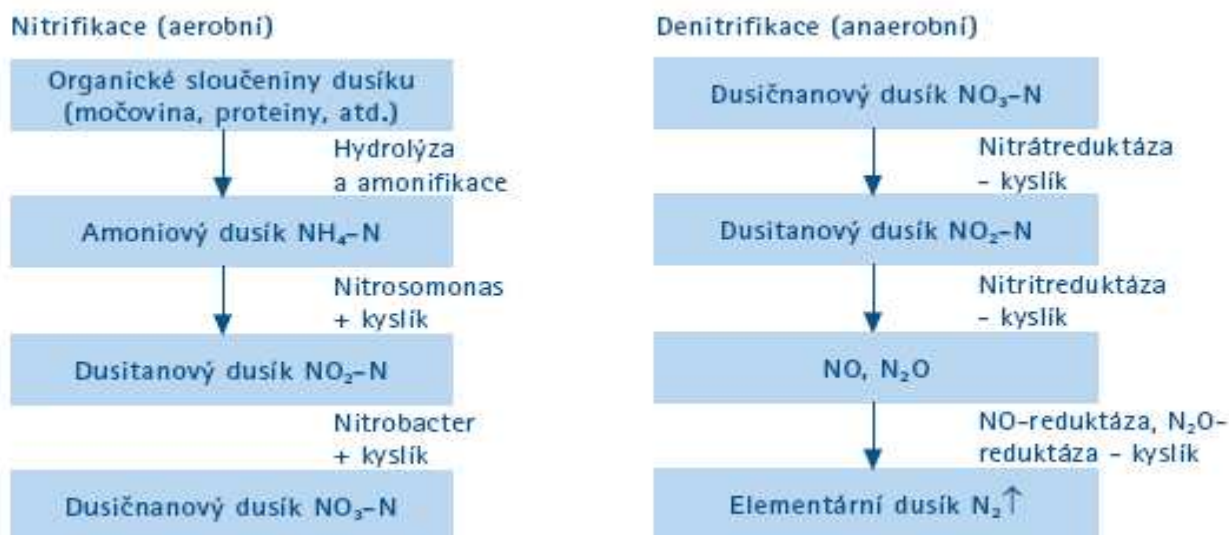 Nitrifikace (aerobní)
Organické sloučeniny dusíku
(močovina, proteiny, atd.)
Hydrolýza
a amonifikace
Amoniový dusík NH₄–N
Nitrosomonas
+ kyslík
Dusitanový dusík NO₂–N
Nitrobacter
+ kyslík
Dusičnanový dusík NO₃–N
Denitrifikace (anaerobní)
Dusičnanový dusík NO₃–N
Nitrátreduktáza
– kyslík
Dusitanový dusík NO₂–N
Nitritreduktáza
– kyslík
NO, N₂O
NO-reduktáza, N₂O-
reduktáza – kyslík
Elementární dusík N₂↑